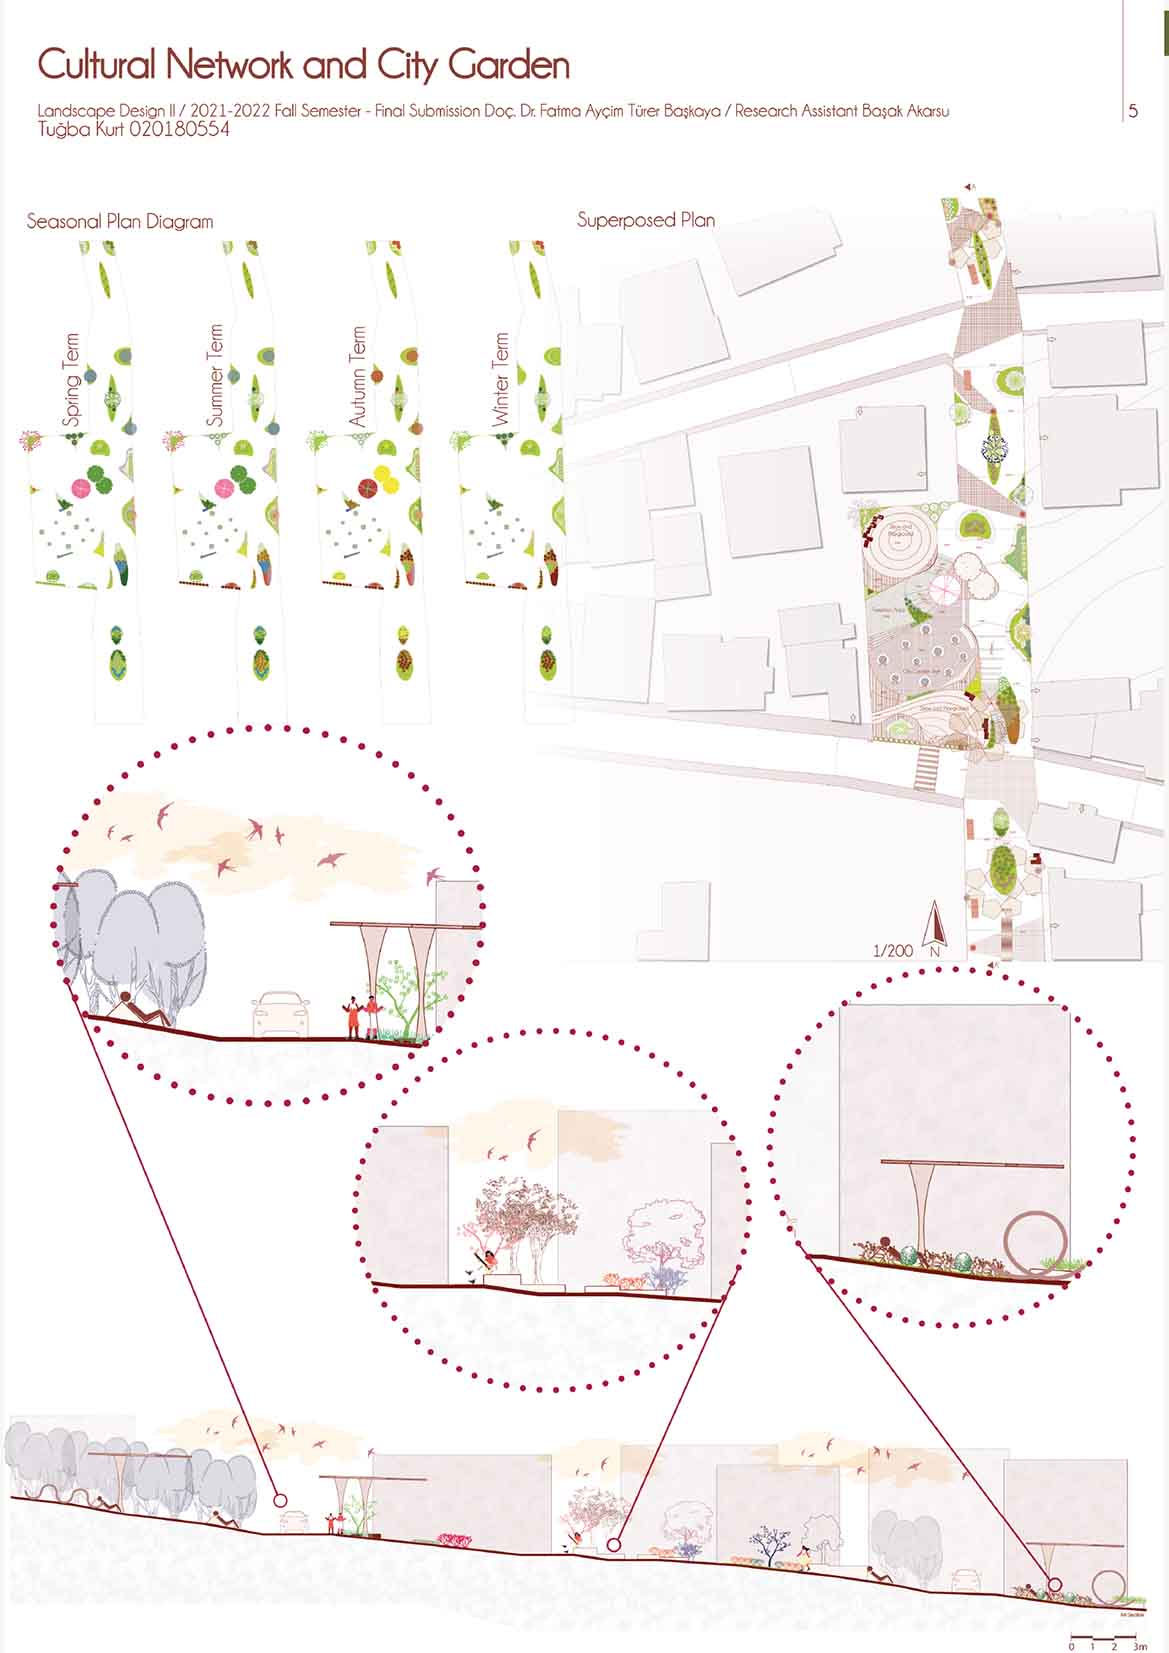 Cultural Network and City Garden
Landscape Design II / 2021-2022 Fall Semester - Final Submission Doç. Dr. Fatma Ayçim Türer Başkaya / Research Assistant Başak Akarsu
Tuğba Kurt 020180554
5
Seasonal Plan Diagram
Superposed Plan
A
Spring Term
Summer Term
Autumn Term
Winter Term
1/200
N
0 1 2 3m